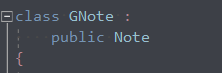 class GNote :
    public Note
{